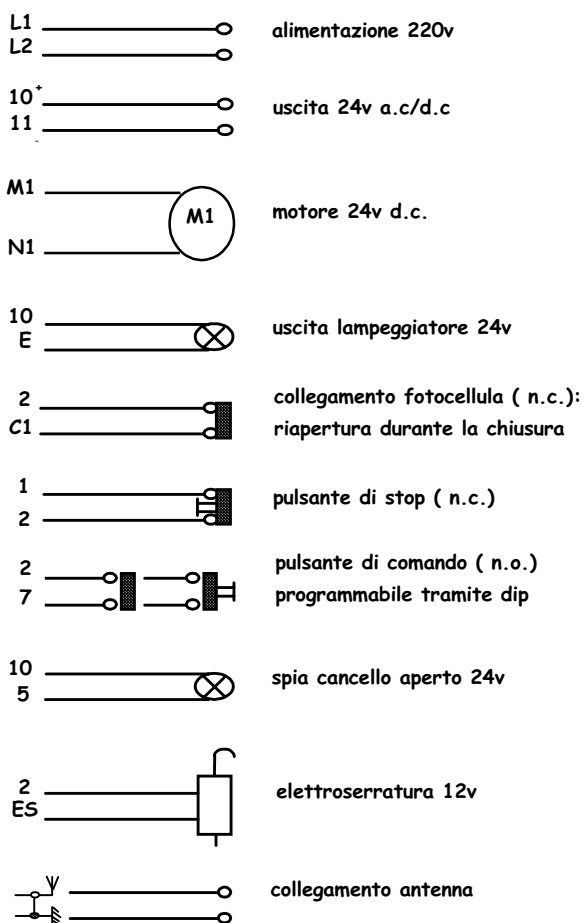 L1
L2
alimentazione 220v
10+
11
-
uscita 24v a.c/d.c
M1
N1
M1
motore 24v d.c.
10
E
uscita lampeggiatore 24v
2
C1
collegamento fotocellula ( n.c.):
riapertura durante la chiusura
1
2
pulsante di stop ( n.c.)
2
7
pulsante di comando ( n.o.)
programmabile tramite dip
10
5
spia cancello aperto 24v
2
ES
elettroserratura 12v
collegamento antenna